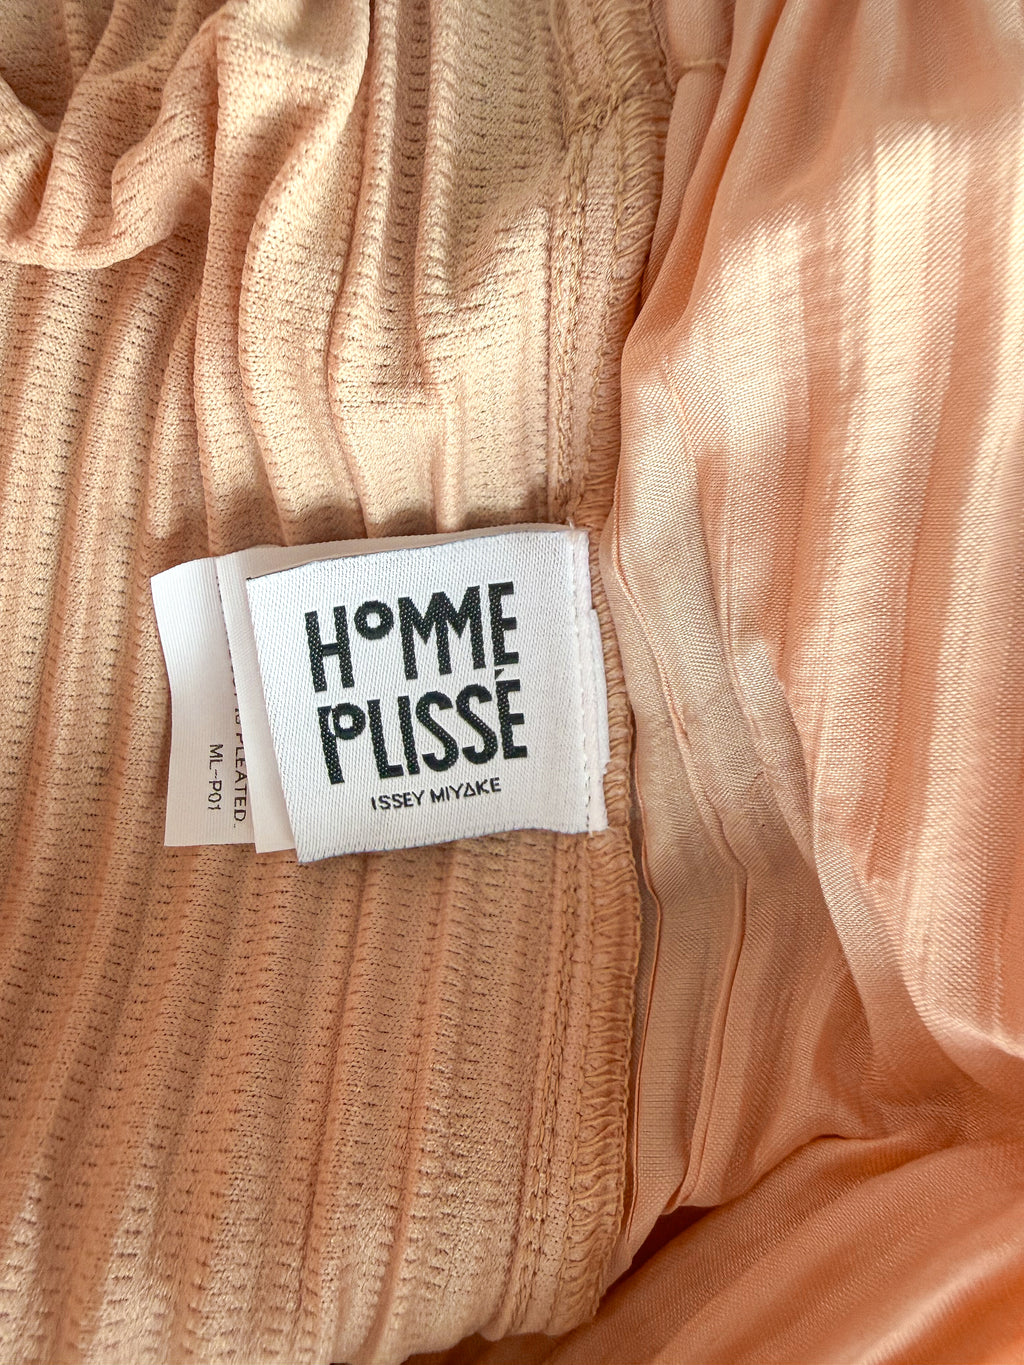 HOMME
PLISSÉ
ISSEY MIYAKE
PLEATED.
ML-P01